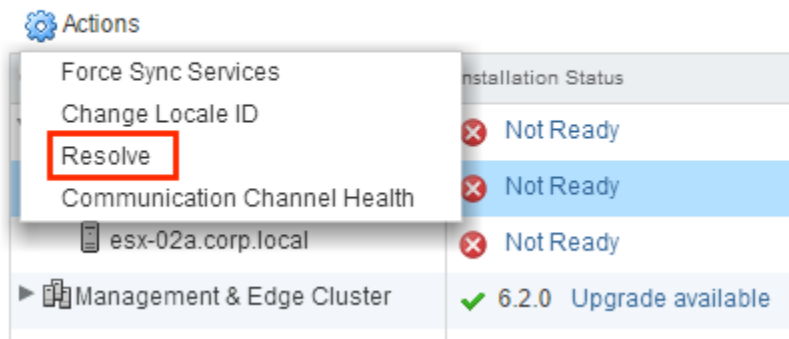 Actions
Force Sync Services
nstallation Status
Change Locale ID
Not Ready
Resolve
Not Ready
Communication Channel Health
esx-02a.corp.local
Not Ready
Management & Edge Cluster
6.2.0 Upgrade available